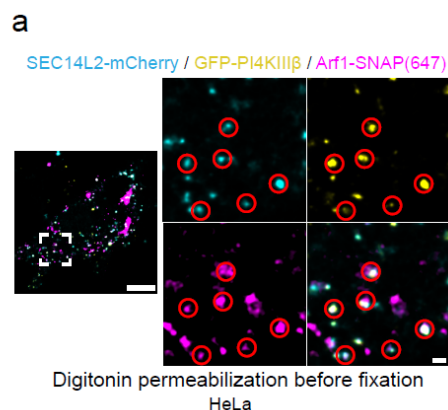 a
SEC14L2-mCherry / GFP-PI4KIIIβ / Arf1-SNAP(647)
Digitonin permeabilization before fixation
HeLa